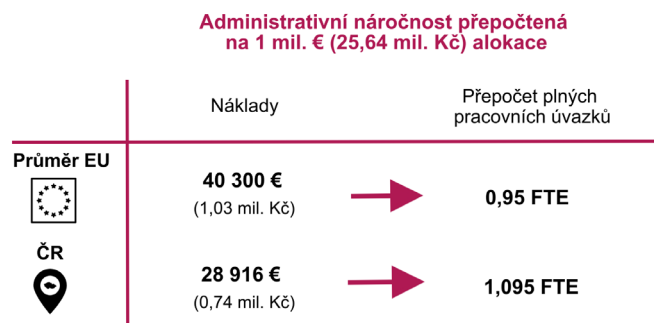 Administrativní náročnost přepočtená
na 1 mil. € (25,64 mil. Kč) alokace
Náklady
Přepočet plných
pracovních úvazků
Průměr EU
40 300 €
(1,03 mil. Kč)
0,95 FTE
ČR
28 916 €
(0,74 mil. Kč)
1,095 FTE